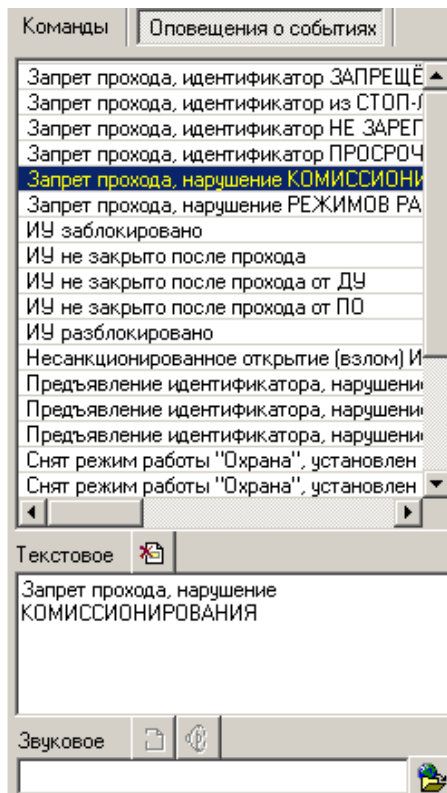 Команды
Оповещения о событиях
Запрет прохода, идентификатор ЗАПРЕЩЁ
Запрет прохода, идентификатор из СТОП-Л
Запрет прохода, идентификатор НЕ ЗАРЕГ
Запрет прохода, идентификатор ПРОСРОЧ
Запрет прохода, нарушение КОМИССИОНИ
Запрет прохода, нарушение РЕЖИМОВ РА
ИУ заблокировано
ИУ не закрыто после прохода
ИУ не закрыто после прохода от ДУ
ИУ не закрыто после прохода от ПО
ИУ разблокировано
Несанкционированное открытие (взлом) И
Предъявление идентификатора, нарушени
Предъявление идентификатора, нарушени
Предъявление идентификатора, нарушени
Снят режим работы "Охрана", установлен
Снят режим работы "Охрана", установлен
Текстовое
Запрет прохода, нарушение
КОМИССИОНИРОВАНИЯ
Звуковое